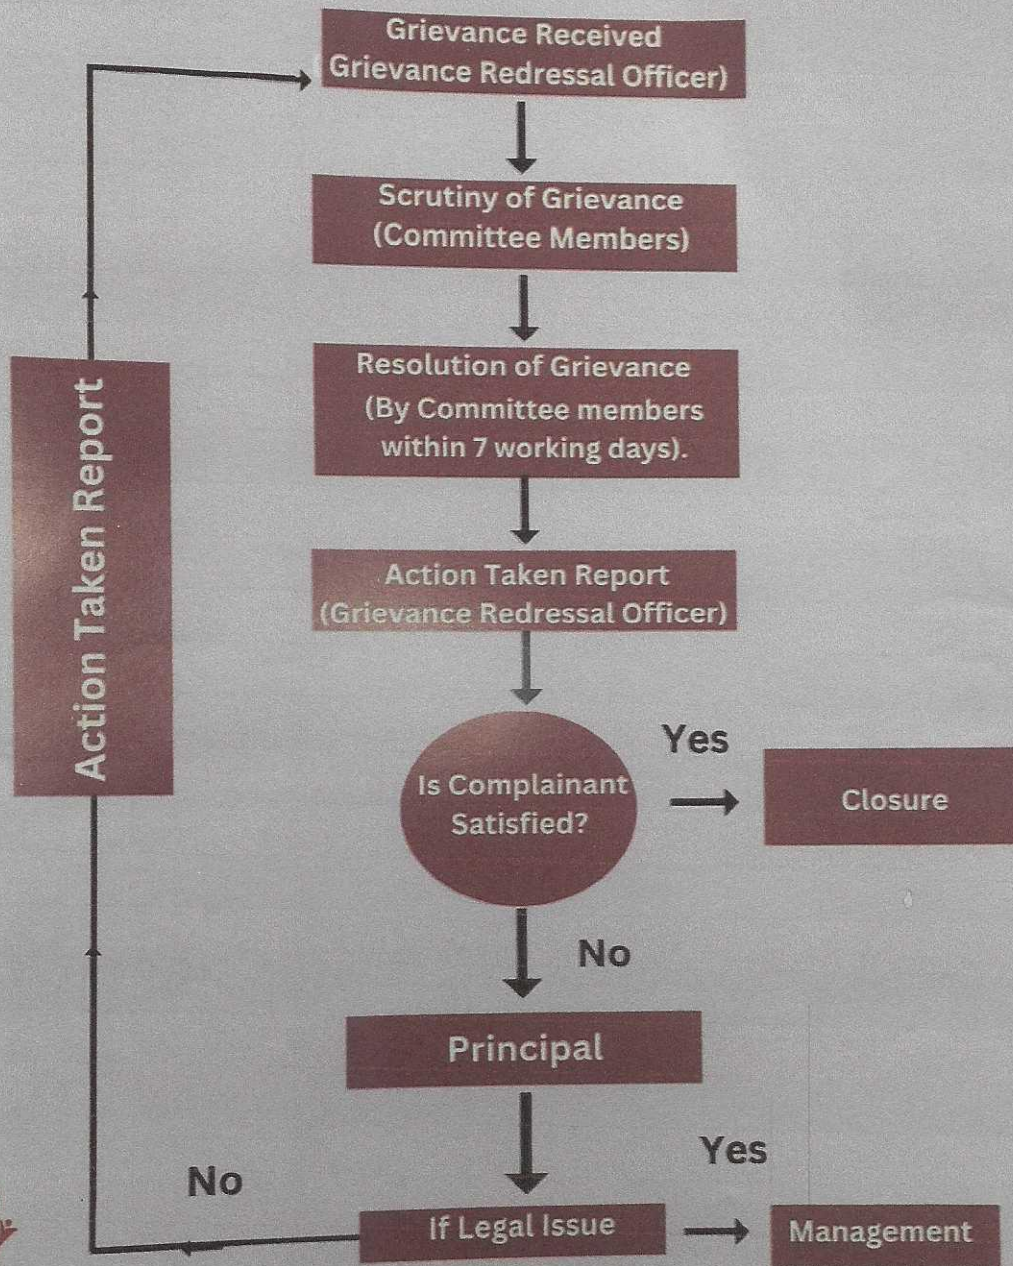 Grievance Received
Grievance Redressal Officer)
Scrutiny of Grievance
(Committee Members)
Resolution of Grievance
(By Committee members
within 7 working days).
Action Taken Report
(Grievance Redressal Officer)
Is Complainant
Satisfied?
Yes
Closure
No
Principal
Yes
If Legal Issue
Management
No
Action Taken Report